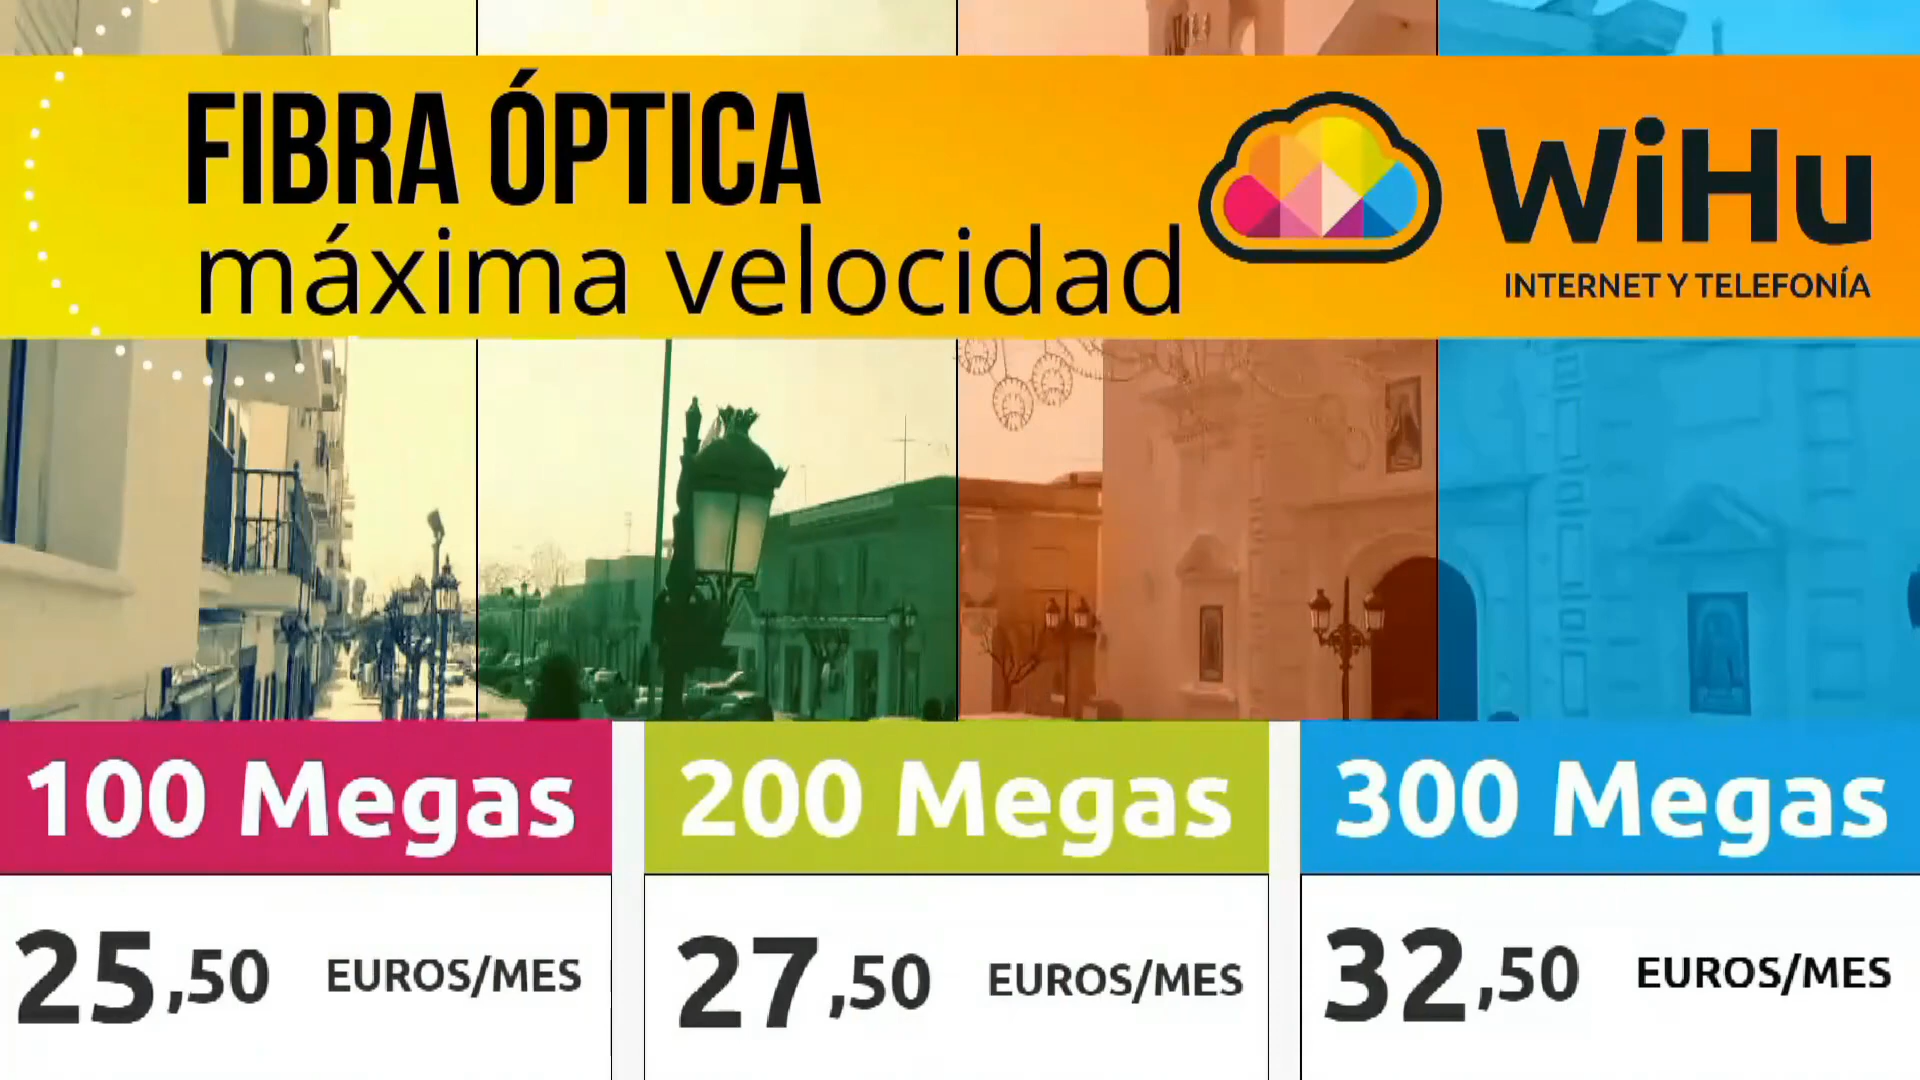 FIBRA ÓPTICA
máxima velocidad
WiHu
INTERNET Y TELEFONÍA
100 Megas
25,50 EUROS/MES
200 Megas
27,50 EUROS/MES
300 Megas
32,50 EUROS/MES